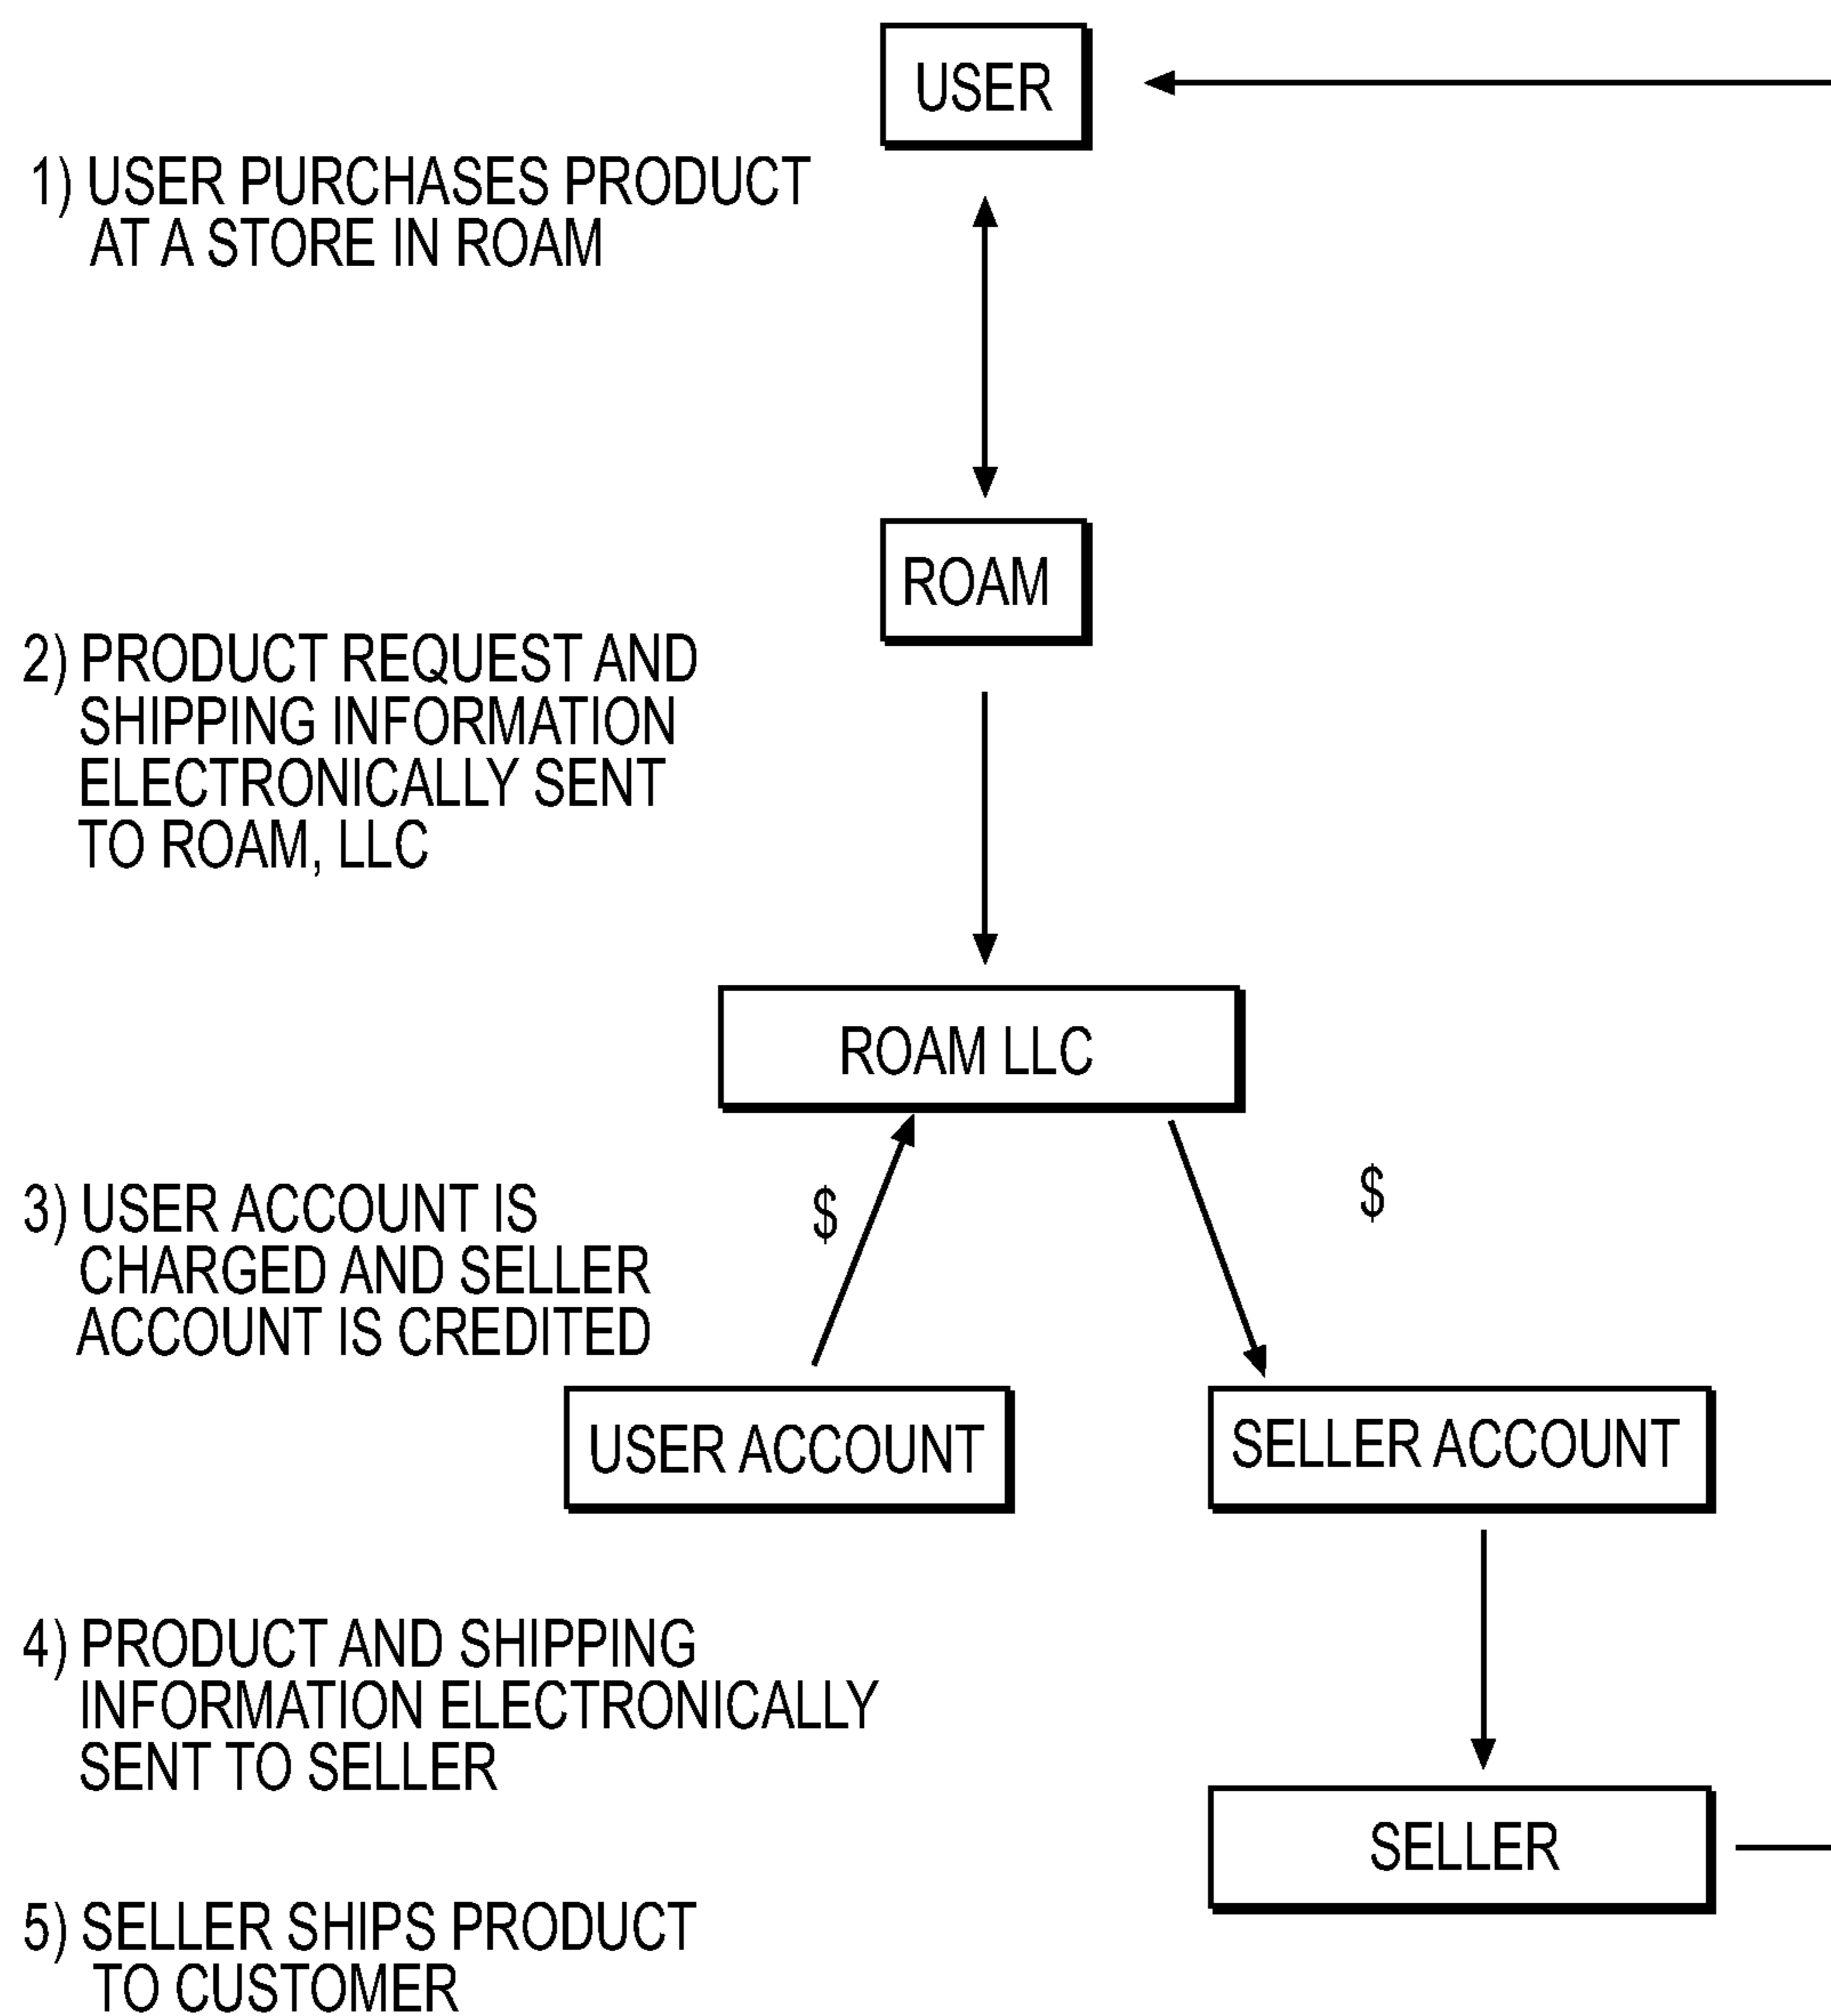 USER
1) USER PURCHASES PRODUCT
AT A STORE IN ROAM
ROAM
2) PRODUCT REQUEST AND
SHIPPING INFORMATION
ELECTRONICALLY SENT
TO ROAM, LLC
ROAM LLC
3) USER ACCOUNT IS
CHARGED AND SELLER
ACCOUNT IS CREDITED
$
$
USER ACCOUNT
SELLER ACCOUNT
4) PRODUCT AND SHIPPING
INFORMATION ELECTRONICALLY
SENT TO SELLER
SELLER
5) SELLER SHIPS PRODUCT
TO CUSTOMER